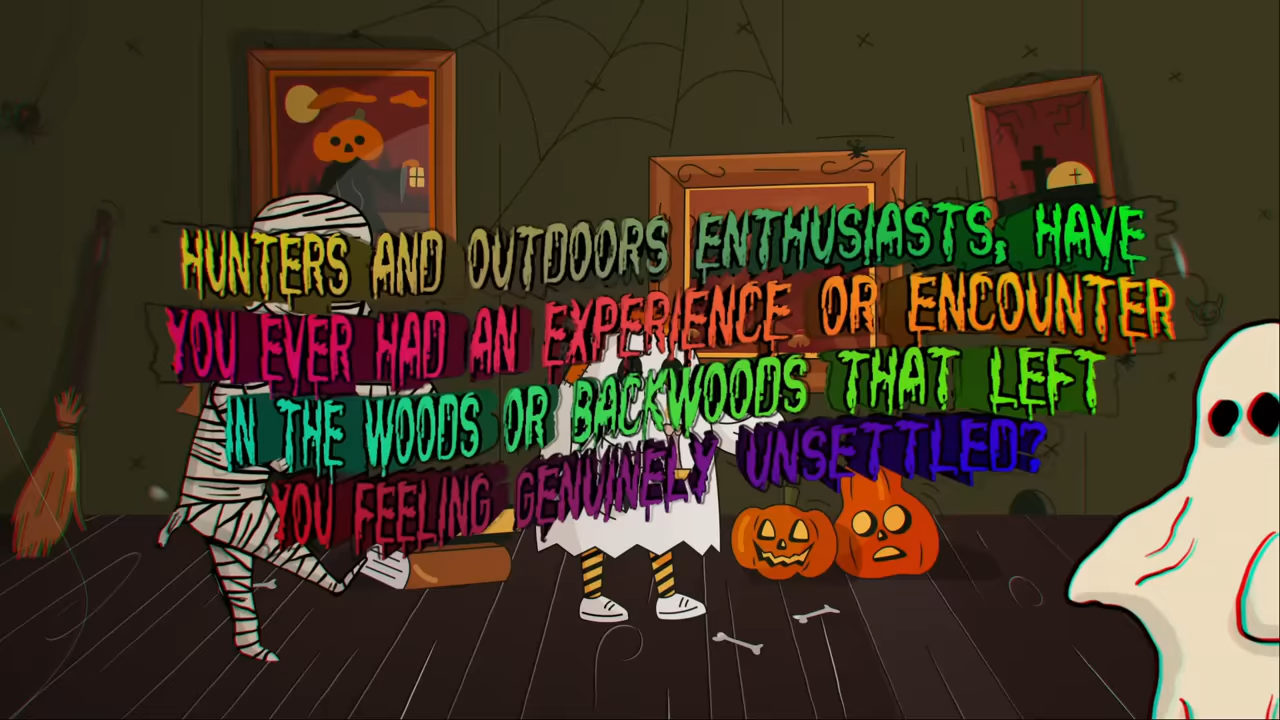 HUNTERS AND OUTDOORS ENTHUSIASTS, HAVE
YOU EVER HAD AN EXPERIENCE OR ENCOUNTER
IN THE WOODS OR BACKWOODS THAT LEFT
YOU FEELING GENUINELY UNSETTLED?